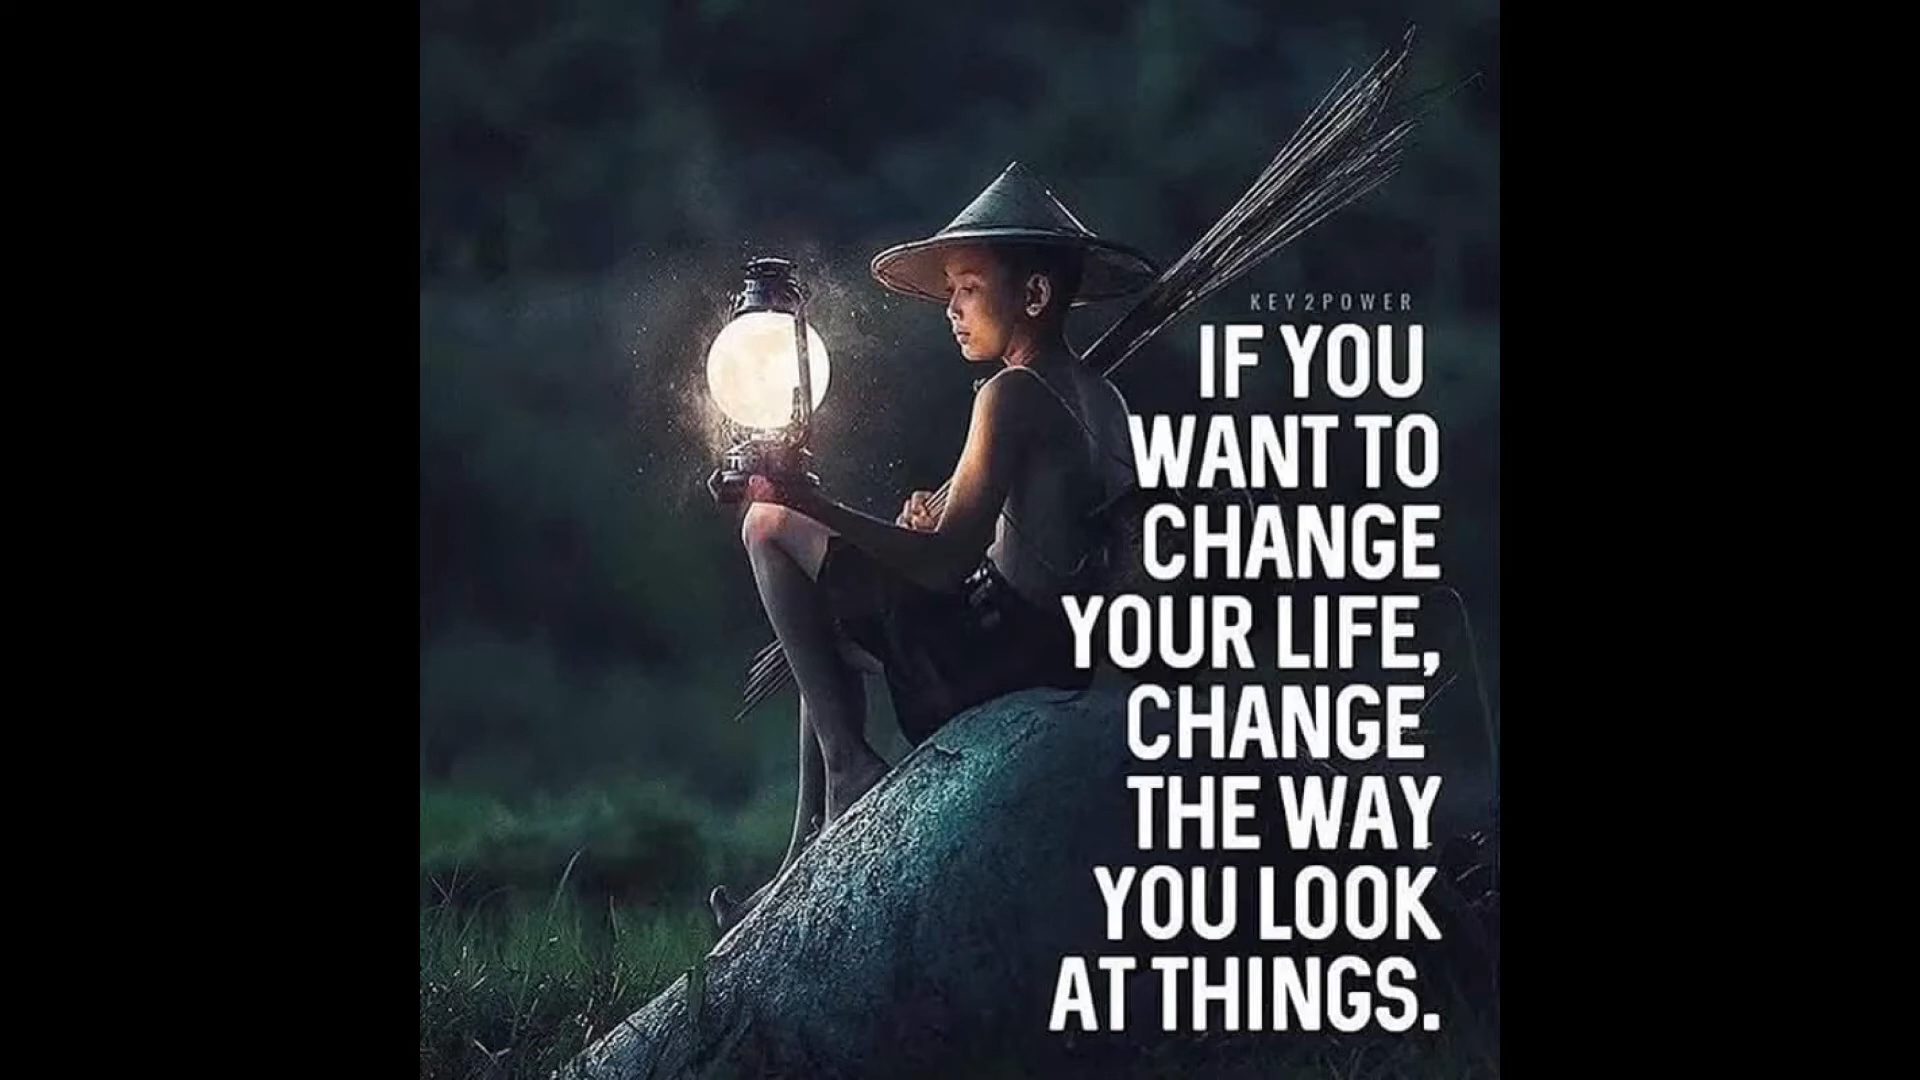 KEY2POWER
IF YOU
WANT TO
CHANGE
YOUR LIFE,
CHANGE
THE WAY
YOU LOOK
AT THINGS.